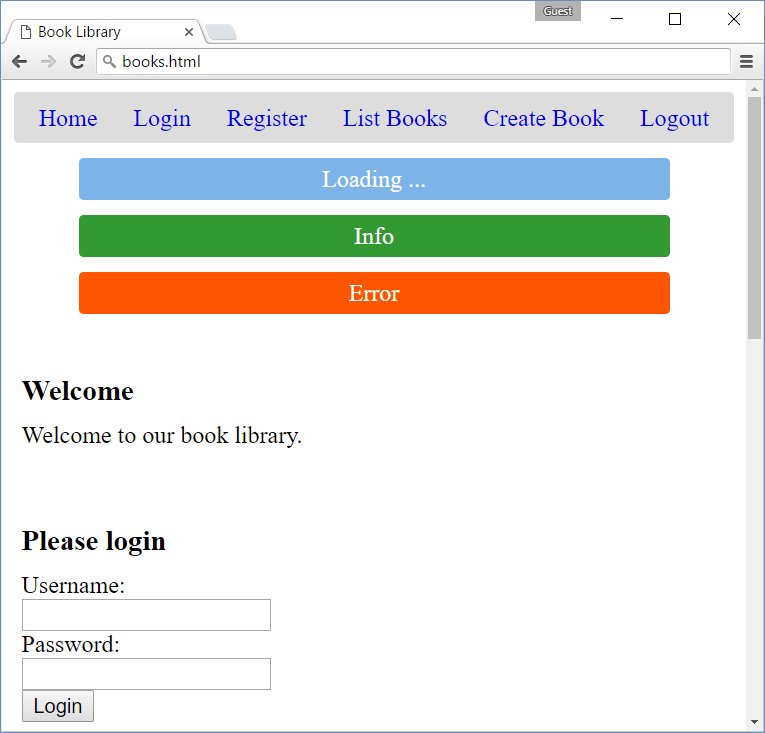 Guest
Book Library
books.html
Home Login Register List Books Create Book Logout
Loading ...
Info
Error
Welcome
Welcome to our book library.
Please login
Username:
Password:
Login